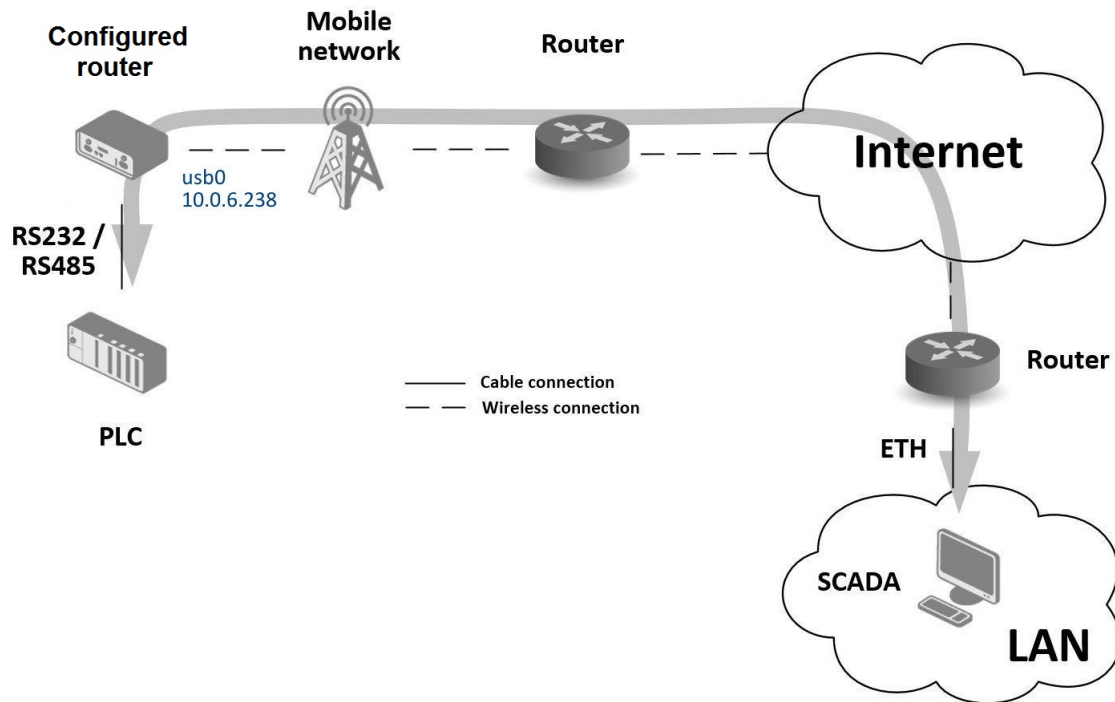 Configured
router
Mobile
network
Router
Internet
usb0
10.0.6.238
RS232 /
RS485
PLC
Cable connection
Wireless connection
Router
ETH
SCADA
LAN